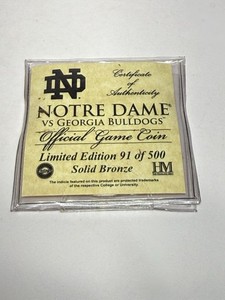 ND
Certificate
of
Authenticity
NOTRE DAME®
VS GEORGIA BULLDOGS™
Official Game Coin
Limited Edition 91 of 500
Solid Bronze
HM
The indicia featured on this product are protected trademarks
of the respective College or University.